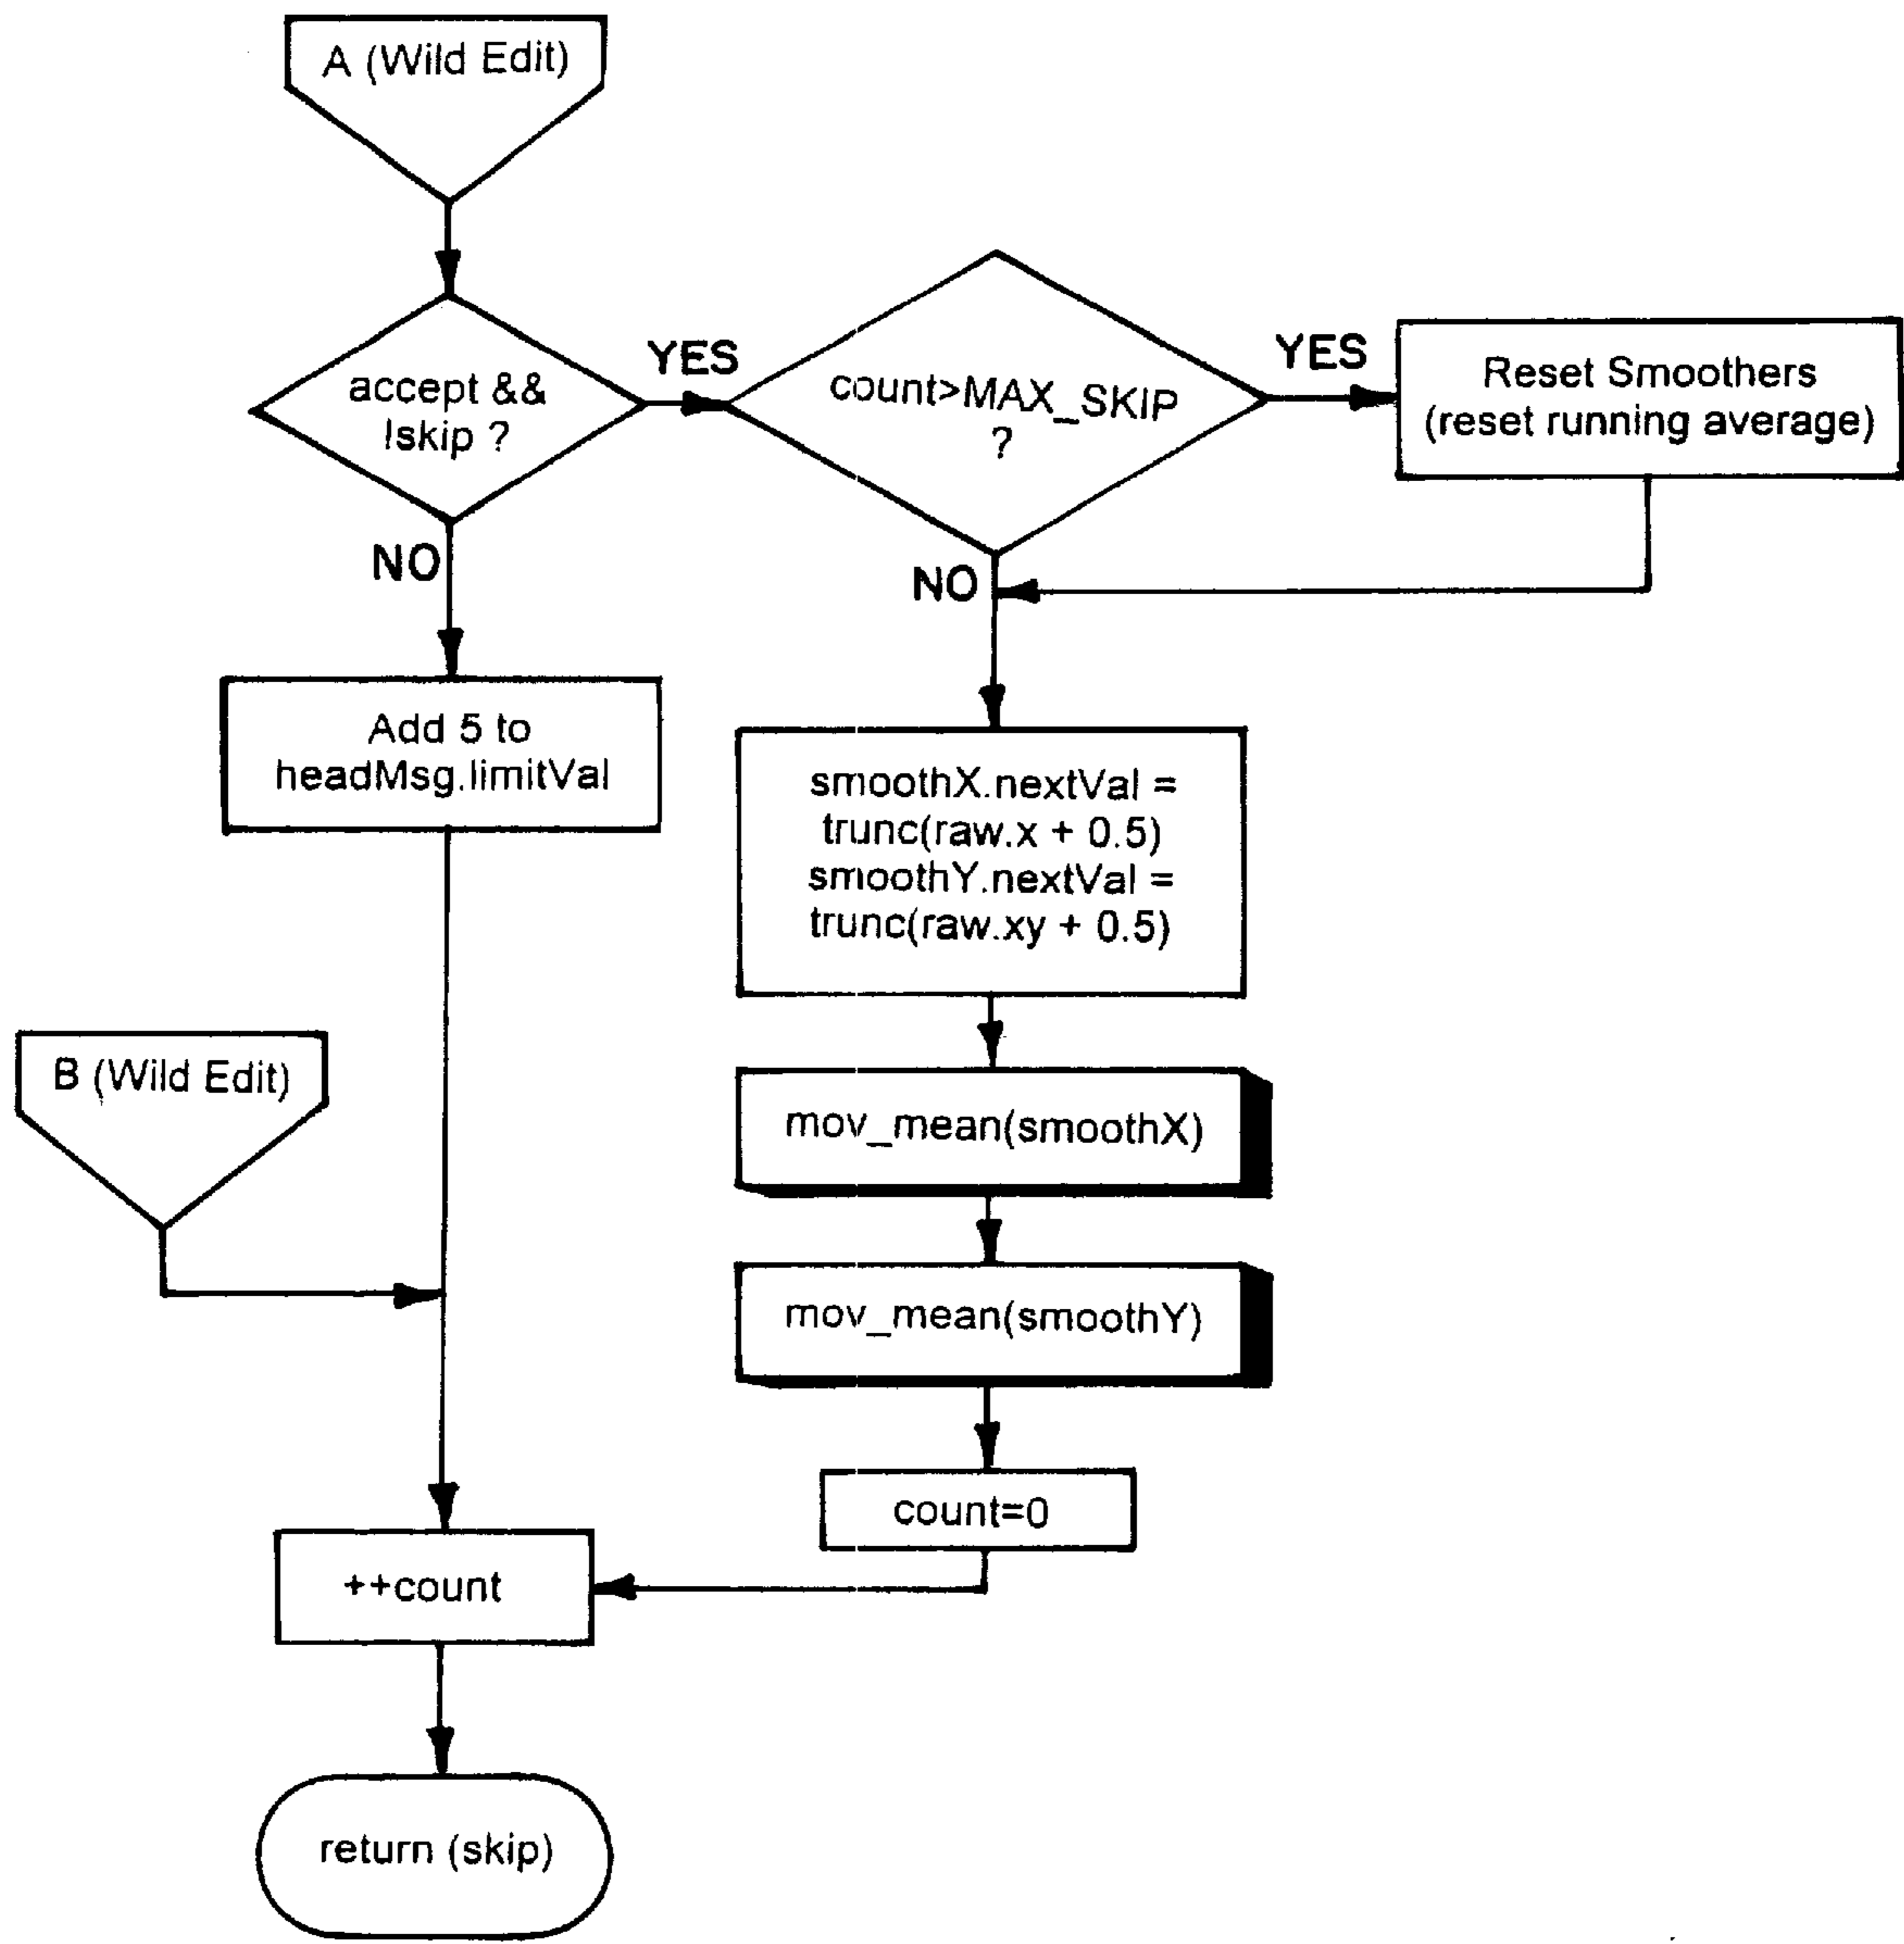 A (Wild Edit)
accept &&
!skip ?
YES
count>MAX_SKIP
?
YES
Reset Smoothers
(reset running average)
NO
NO
Add 5 to
headMsg.limitVal
smoothX.nextVal =
trunc(raw.x + 0.5)
smoothY.nextVal =
trunc(raw.xy + 0.5)
B (Wild Edit)
mov_mean(smoothX)
mov_mean(smoothY)
count=0
++count
return (skip)